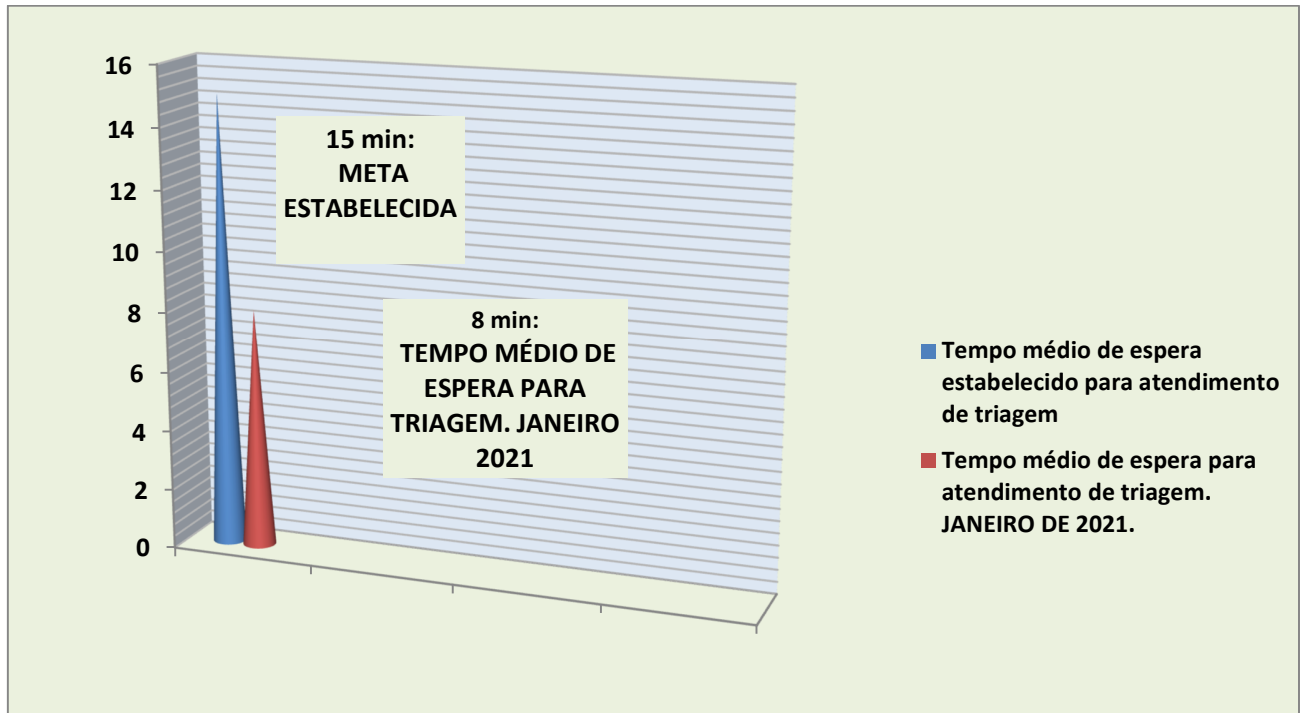 16
14
12
10
8
6
4
2
0
15 min:
META
ESTABELECIDA
8 min:
TEMPO MÉDIO DE
ESPERA PARA
TRIAGEM. JANEIRO
2021
Tempo médio de espera
estabelecido para atendimento
de triagem
Tempo médio de espera para
atendimento de triagem.
JANEIRO DE 2021.